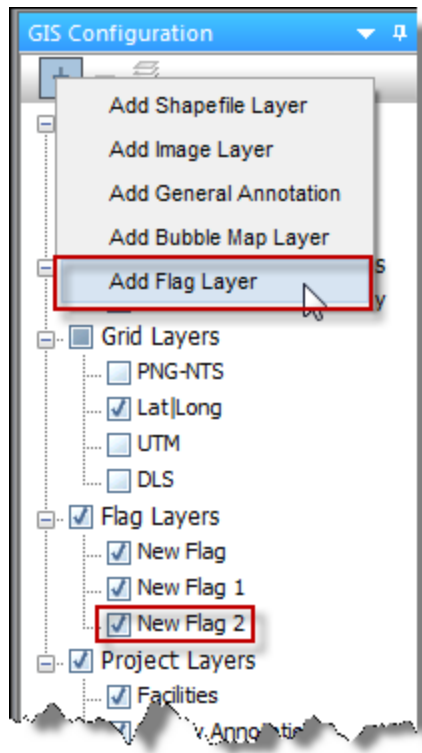 GIS Configuration
Add Shapefile Layer
Add Image Layer
Add General Annotation
Add Bubble Map Layer
Add Flag Layer
s
y
Grid Layers
PNG-NTS
Lat|Long
UTM
DLS
Flag Layers
New Flag
New Flag 1
New Flag 2
Project Layers
Facilities